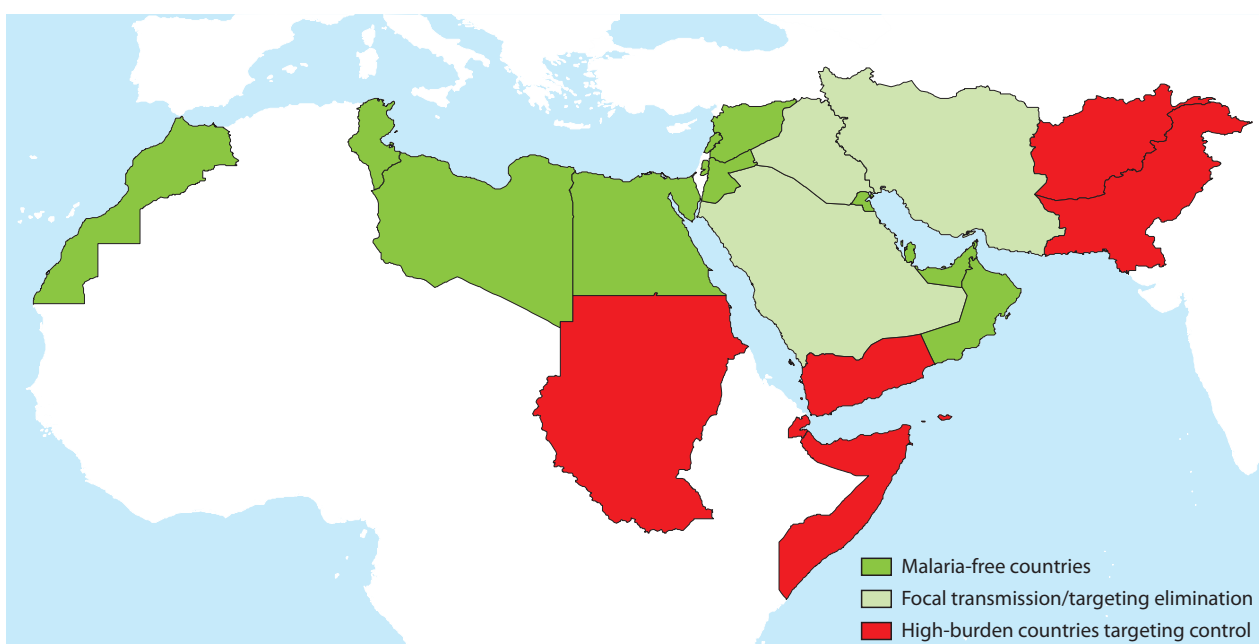 Malaria-free countries
Focal transmission/targeting elimination
High-burden countries targeting control